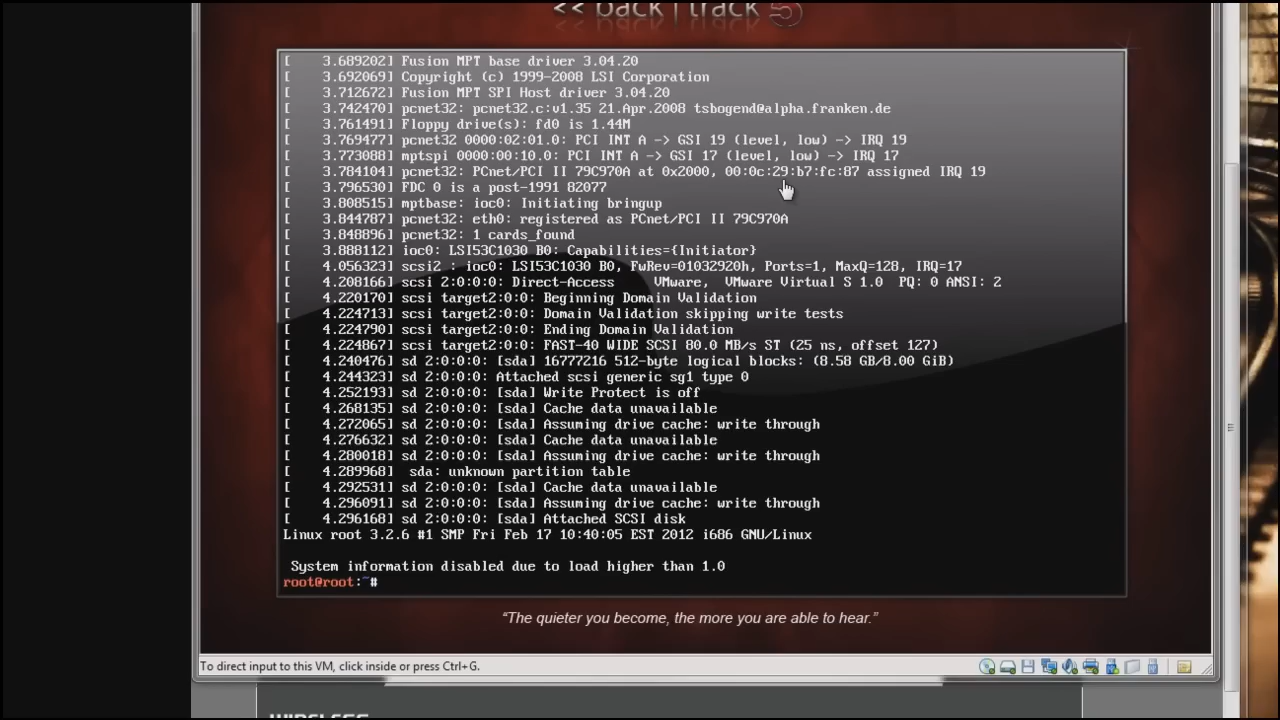 << back|track 5
[    3.689202] Fusion MPT base driver 3.04.20
[    3.692069] Copyright (c) 1999-2008 LSI Corporation
[    3.712672] Fusion MPT SPI Host driver 3.04.20
[    3.742470] pcnet32: pcnet32.c:v1.35 21.Apr.2008 tsbogend@alpha.franken.de
[    3.761491] Floppy drive(s): fd0 is 1.44M
[    3.769477] pcnet32 0000:02:01.0: PCI INT A -> GSI 19 (level, low) -> IRQ 19
[    3.773088] mptspi 0000:00:10.0: PCI INT A -> GSI 17 (level, low) -> IRQ 17
[    3.784104] pcnet32: PCnet/PCI II 79C970A at 0x2000, 00:0c:29:b7:fc:87 assigned IRQ 19
[    3.796530] FDC 0 is a post-1991 82077
[    3.808515] mptbase: ioc0: Initiating bringup
[    3.844787] pcnet32: eth0: registered as PCnet/PCI II 79C970A
[    3.848896] pcnet32: 1 cards_found
[    3.888112] ioc0: LSI53C1030 B0: Capabilities={Initiator}
[    4.056323] scsi2 : ioc0: LSI53C1030 B0, FwRev=01032920h, Ports=1, MaxQ=128, IRQ=17
[    4.208166] scsi 2:0:0:0: Direct-Access     VMware,  VMware Virtual S 1.0  PQ: 0 ANSI: 2
[    4.220170] scsi target2:0:0: Beginning Domain Validation
[    4.224713] scsi target2:0:0: Domain Validation skipping write tests
[    4.224790] scsi target2:0:0: Ending Domain Validation
[    4.224867] scsi target2:0:0: FAST-40 WIDE SCSI 80.0 MB/s ST (25 ns, offset 127)
[    4.240476] sd 2:0:0:0: [sda] 16777216 512-byte logical blocks: (8.58 GB/8.00 GiB)
[    4.244323] sd 2:0:0:0: Attached scsi generic sg1 type 0
[    4.252193] sd 2:0:0:0: [sda] Write Protect is off
[    4.268135] sd 2:0:0:0: [sda] Cache data unavailable
[    4.272065] sd 2:0:0:0: [sda] Assuming drive cache: write through
[    4.276632] sd 2:0:0:0: [sda] Cache data unavailable
[    4.280018] sd 2:0:0:0: [sda] Assuming drive cache: write through
[    4.289968]  sda: unknown partition table
[    4.292531] sd 2:0:0:0: [sda] Cache data unavailable
[    4.296091] sd 2:0:0:0: [sda] Assuming drive cache: write through
[    4.296168] sd 2:0:0:0: [sda] Attached SCSI disk
Linux root 3.2.6 #1 SMP Fri Feb 17 10:40:05 EST 2012 i686 GNU/Linux
System information disabled due to load higher than 1.0
root@root:~#
“The quieter you become, the more you are able to hear.”
To direct input to this VM, click inside or press Ctrl+G.
WIRELESS